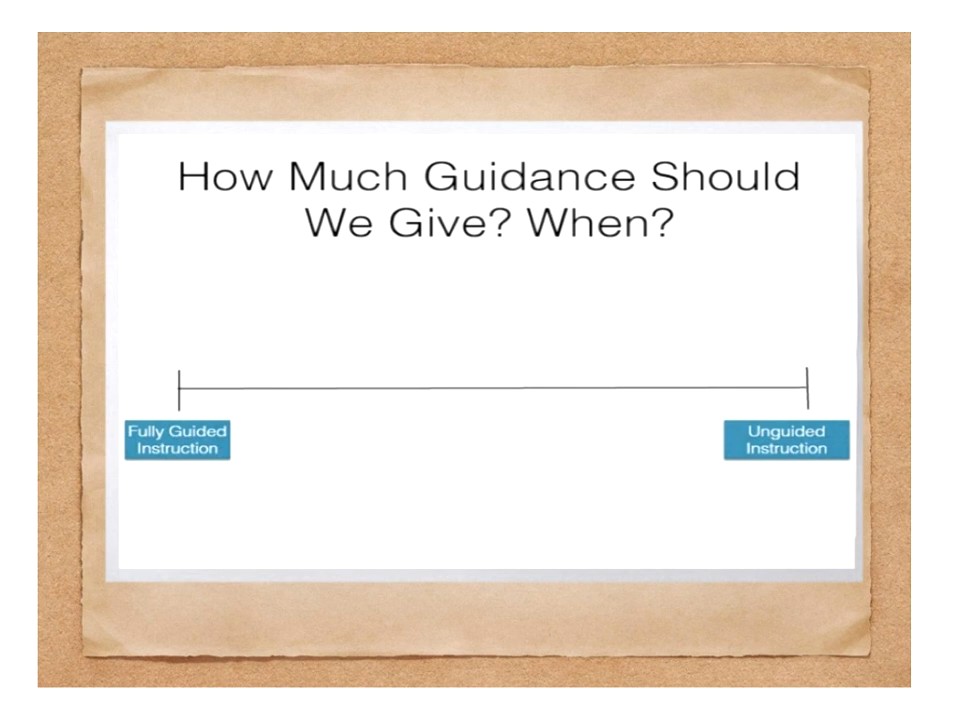 How Much Guidance Should
We Give? When?
Fully Guided
Instruction
Unguided
Instruction